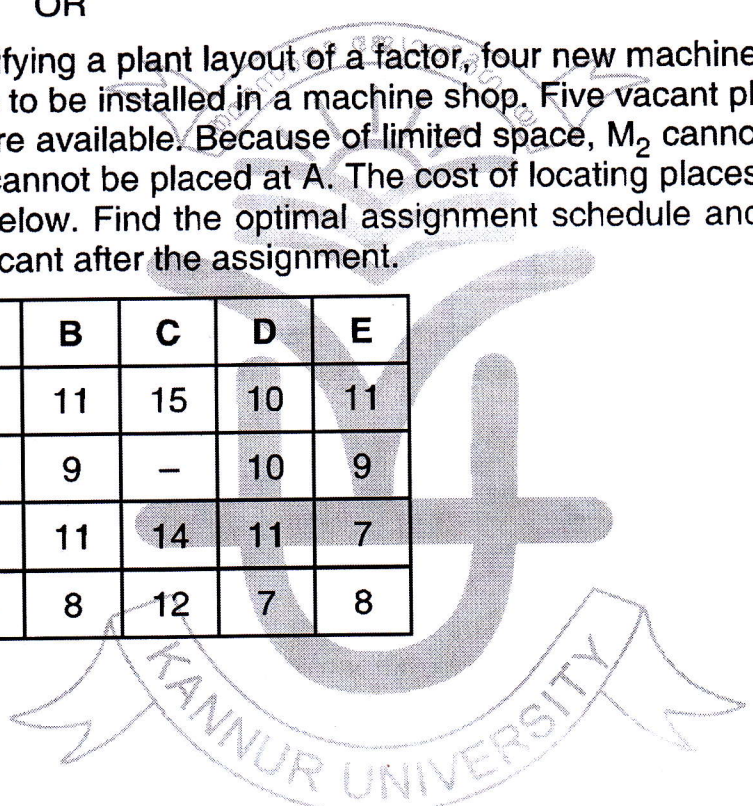 OR
fying a plant layout of a factor, four new machine
to be installed in a machine shop. Five vacant pl
re available. Because of limited space, M2 canno
cannot be placed at A. The cost of locating places
elow. Find the optimal assignment schedule and
cant after the assignment.
B C D E
11 15 10 11
9 – 10 9
11 14 11 7
8 12 7 8
KANNUR UNIVERSITY